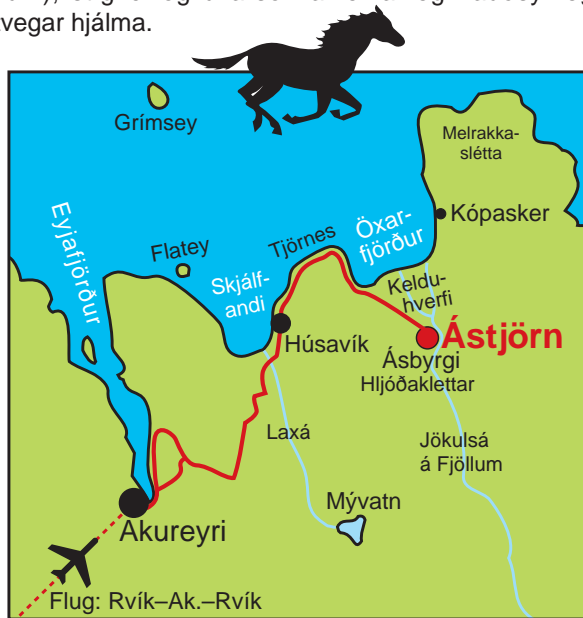 vegar hjálma.
Grímsey
Melrakka-
slétta
Kópasker
Eyjafjörður
Flatey
Skjálf-
andi
Tjörnes
Öxar-
fjörður
Keldu-
hverfi
Húsavík
Ástjörn
Ásbyrgi
Hljóðaklettar
Laxá
Jökulsá
á Fjöllum
Mývatn
Akureyri
Flug: Rvík–Ak.–Rvík